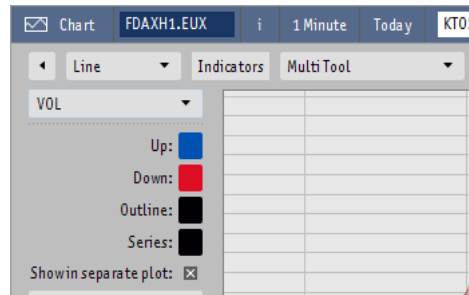 Chart FDAXH1.EUX i 1 Minute Today
Line Indicators Multi Tool
VOL
Up:
Down:
Outline:
Series:
Show in separate plot: